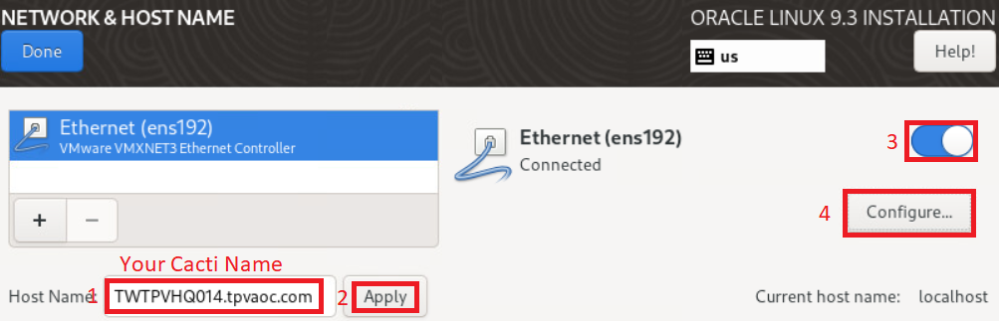 NETWORK & HOST NAME
ORACLE LINUX 9.3 INSTALLATION
Done
us
Help!
Ethernet (ens192)
VMware VMXNET3 Ethernet Controller
Ethernet (ens192)
Connected
3
+ −
4 Configure...
Your Cacti Name
Host Name: 1 TWTPVHQ014.tpvaoc.com 2 Apply
Current host name: localhost